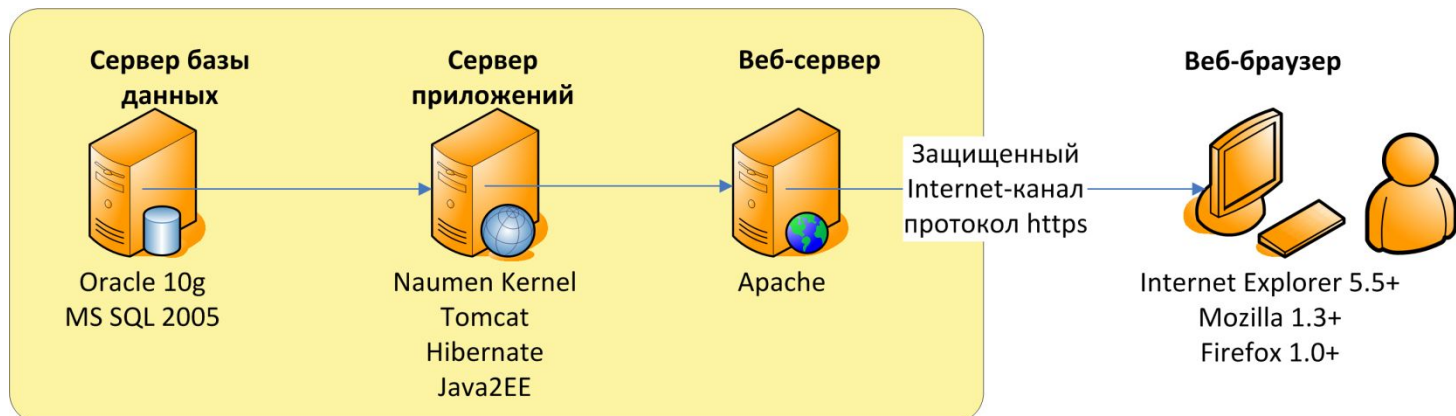 Сервер базы
данных
Oracle 10g
MS SQL 2005
Сервер
приложений
Naumen Kernel
Tomcat
Hibernate
Java2EE
Веб-сервер
Apache
Защищенный
Internet-канал
протокол https
Веб-браузер
Internet Explorer 5.5+
Mozilla 1.3+
Firefox 1.0+